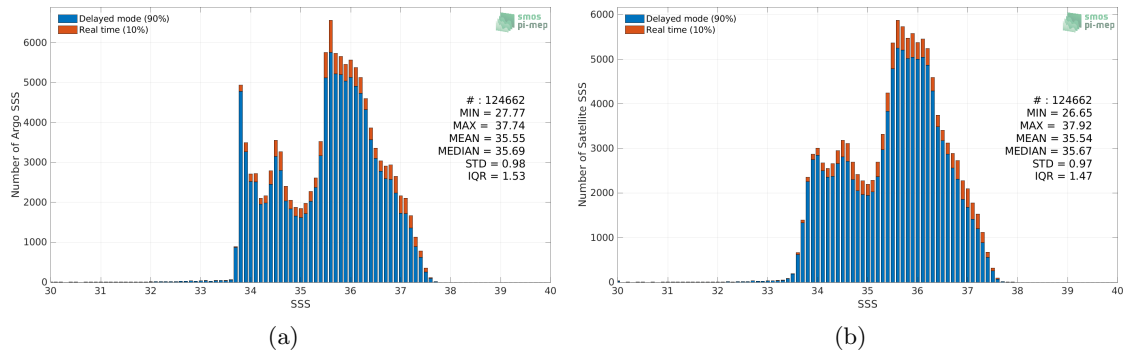 Delayed mode (90%)
Real time (10%)
smos
pi-mep
6000
5000
4000
3000
2000
1000
0
Number of Argo SSS
# : 124662
MIN = 27.77
MAX = 37.74
MEAN = 35.55
MEDIAN = 35.69
STD = 0.98
IQR = 1.53
30 31 32 33 34 35 36 37 38 39 40
SSS
(a)
Delayed mode (90%)
Real time (10%)
smos
pi-mep
6000
5000
4000
3000
2000
1000
0
Number of Satellite SSS
# : 124662
MIN = 26.65
MAX = 37.92
MEAN = 35.54
MEDIAN = 35.67
STD = 0.97
IQR = 1.47
30 31 32 33 34 35 36 37 38 39 40
SSS
(b)